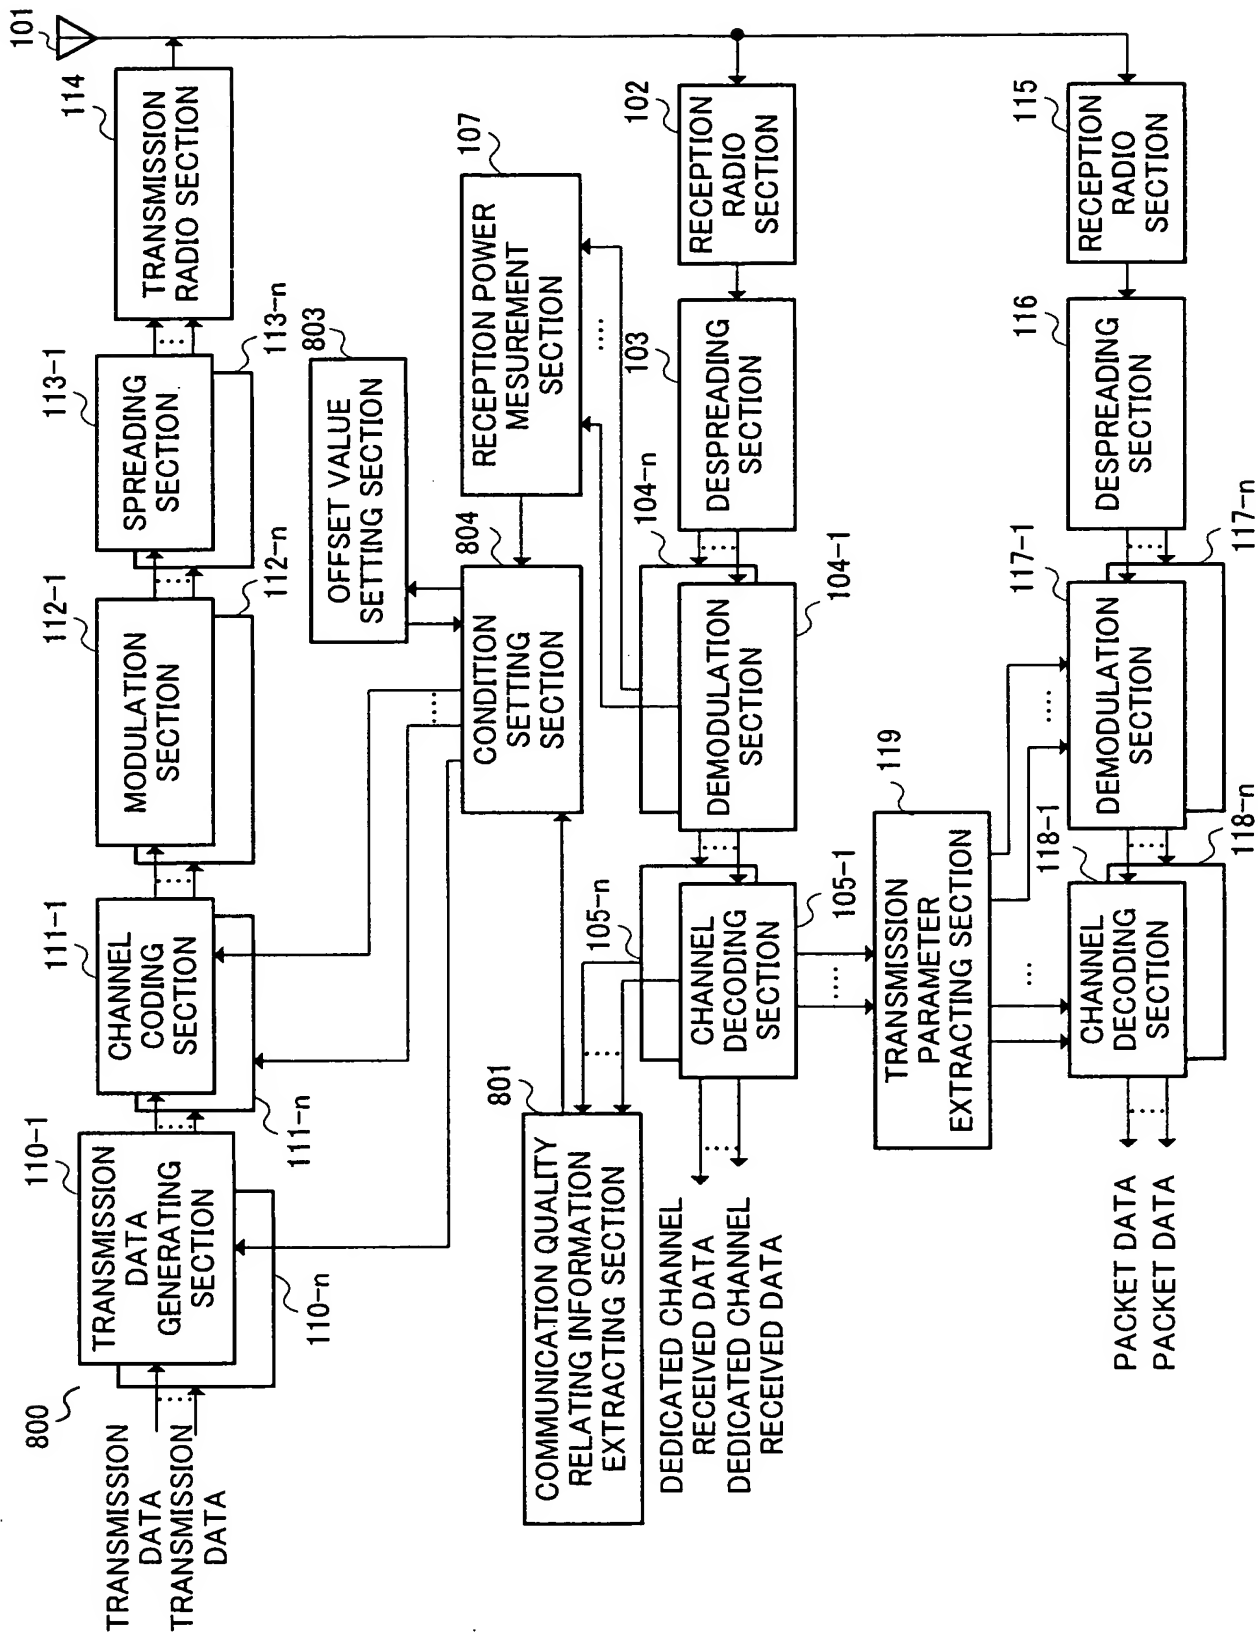 800
TRANSMISSION
DATA
TRANSMISSION
DATA
110-1
TRANSMISSION
DATA
GENERATING
SECTION
110-n
111-1
CHANNEL
CODING
SECTION
111-n
112-1
MODULATION
SECTION
112-n
113-1
SPREADING
SECTION
113-n
114
TRANSMISSION
RADIO SECTION
101
803
OFFSET VALUE
SETTING SECTION
804
CONDITION
SETTING
SECTION
107
RECEPTION POWER
MESUREMENT
SECTION
801
COMMUNICATION QUALITY
RELATING INFORMATION
EXTRACTING SECTION
DEDICATED CHANNEL
RECEIVED DATA
DEDICATED CHANNEL
RECEIVED DATA
105-n
CHANNEL
DECODING
SECTION
105-1
104-n
DEMODULATION
SECTION
104-1
103
DESPREADING
SECTION
102
RECEPTION
RADIO
SECTION
119
TRANSMISSION
PARAMETER
EXTRACTING SECTION
PACKET DATA
PACKET DATA
118-1
CHANNEL
DECODING
SECTION
118-n
117-1
DEMODULATION
SECTION
117-n
116
DESPREADING
SECTION
115
RECEPTION
RADIO
SECTION